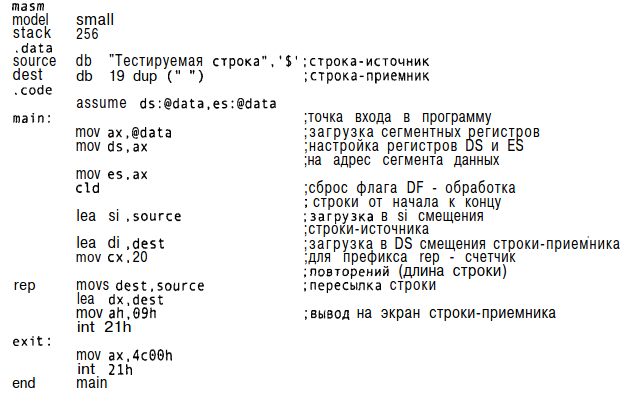 masm
model small
stack 256
.data
source db "Тестируемая строка",'$' ;строка-источник
dest db 19 dup (" ") ;строка-приемник
.code
assume ds:@data,es:@data
main: ;точка входа в программу
mov ax,@data ;загрузка сегментных регистров
mov ds,ax ;настройка регистров DS и ES
;на адрес сегмента данных
mov es,ax
cld ;сброс флага DF - обработка
;строки от начала к концу
lea si,source ;загрузка в si смещения
;строки-источника
lea di,dest ;загрузка в DS смещения строки-приемника
mov cx,20 ;для префикса rep - счетчик
;ловторений (длина строки)
rep movs dest,source ;пересылка строки
lea dx,dest
mov ah,09h ;вывод на экран строки-приемника
int 21h
exit:
mov ax,4c00h
int 21h
end main